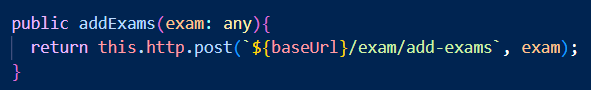 public addExams(exam: any){
return this.http.post(`${baseUrl}/exam/add-exams`, exam);
}